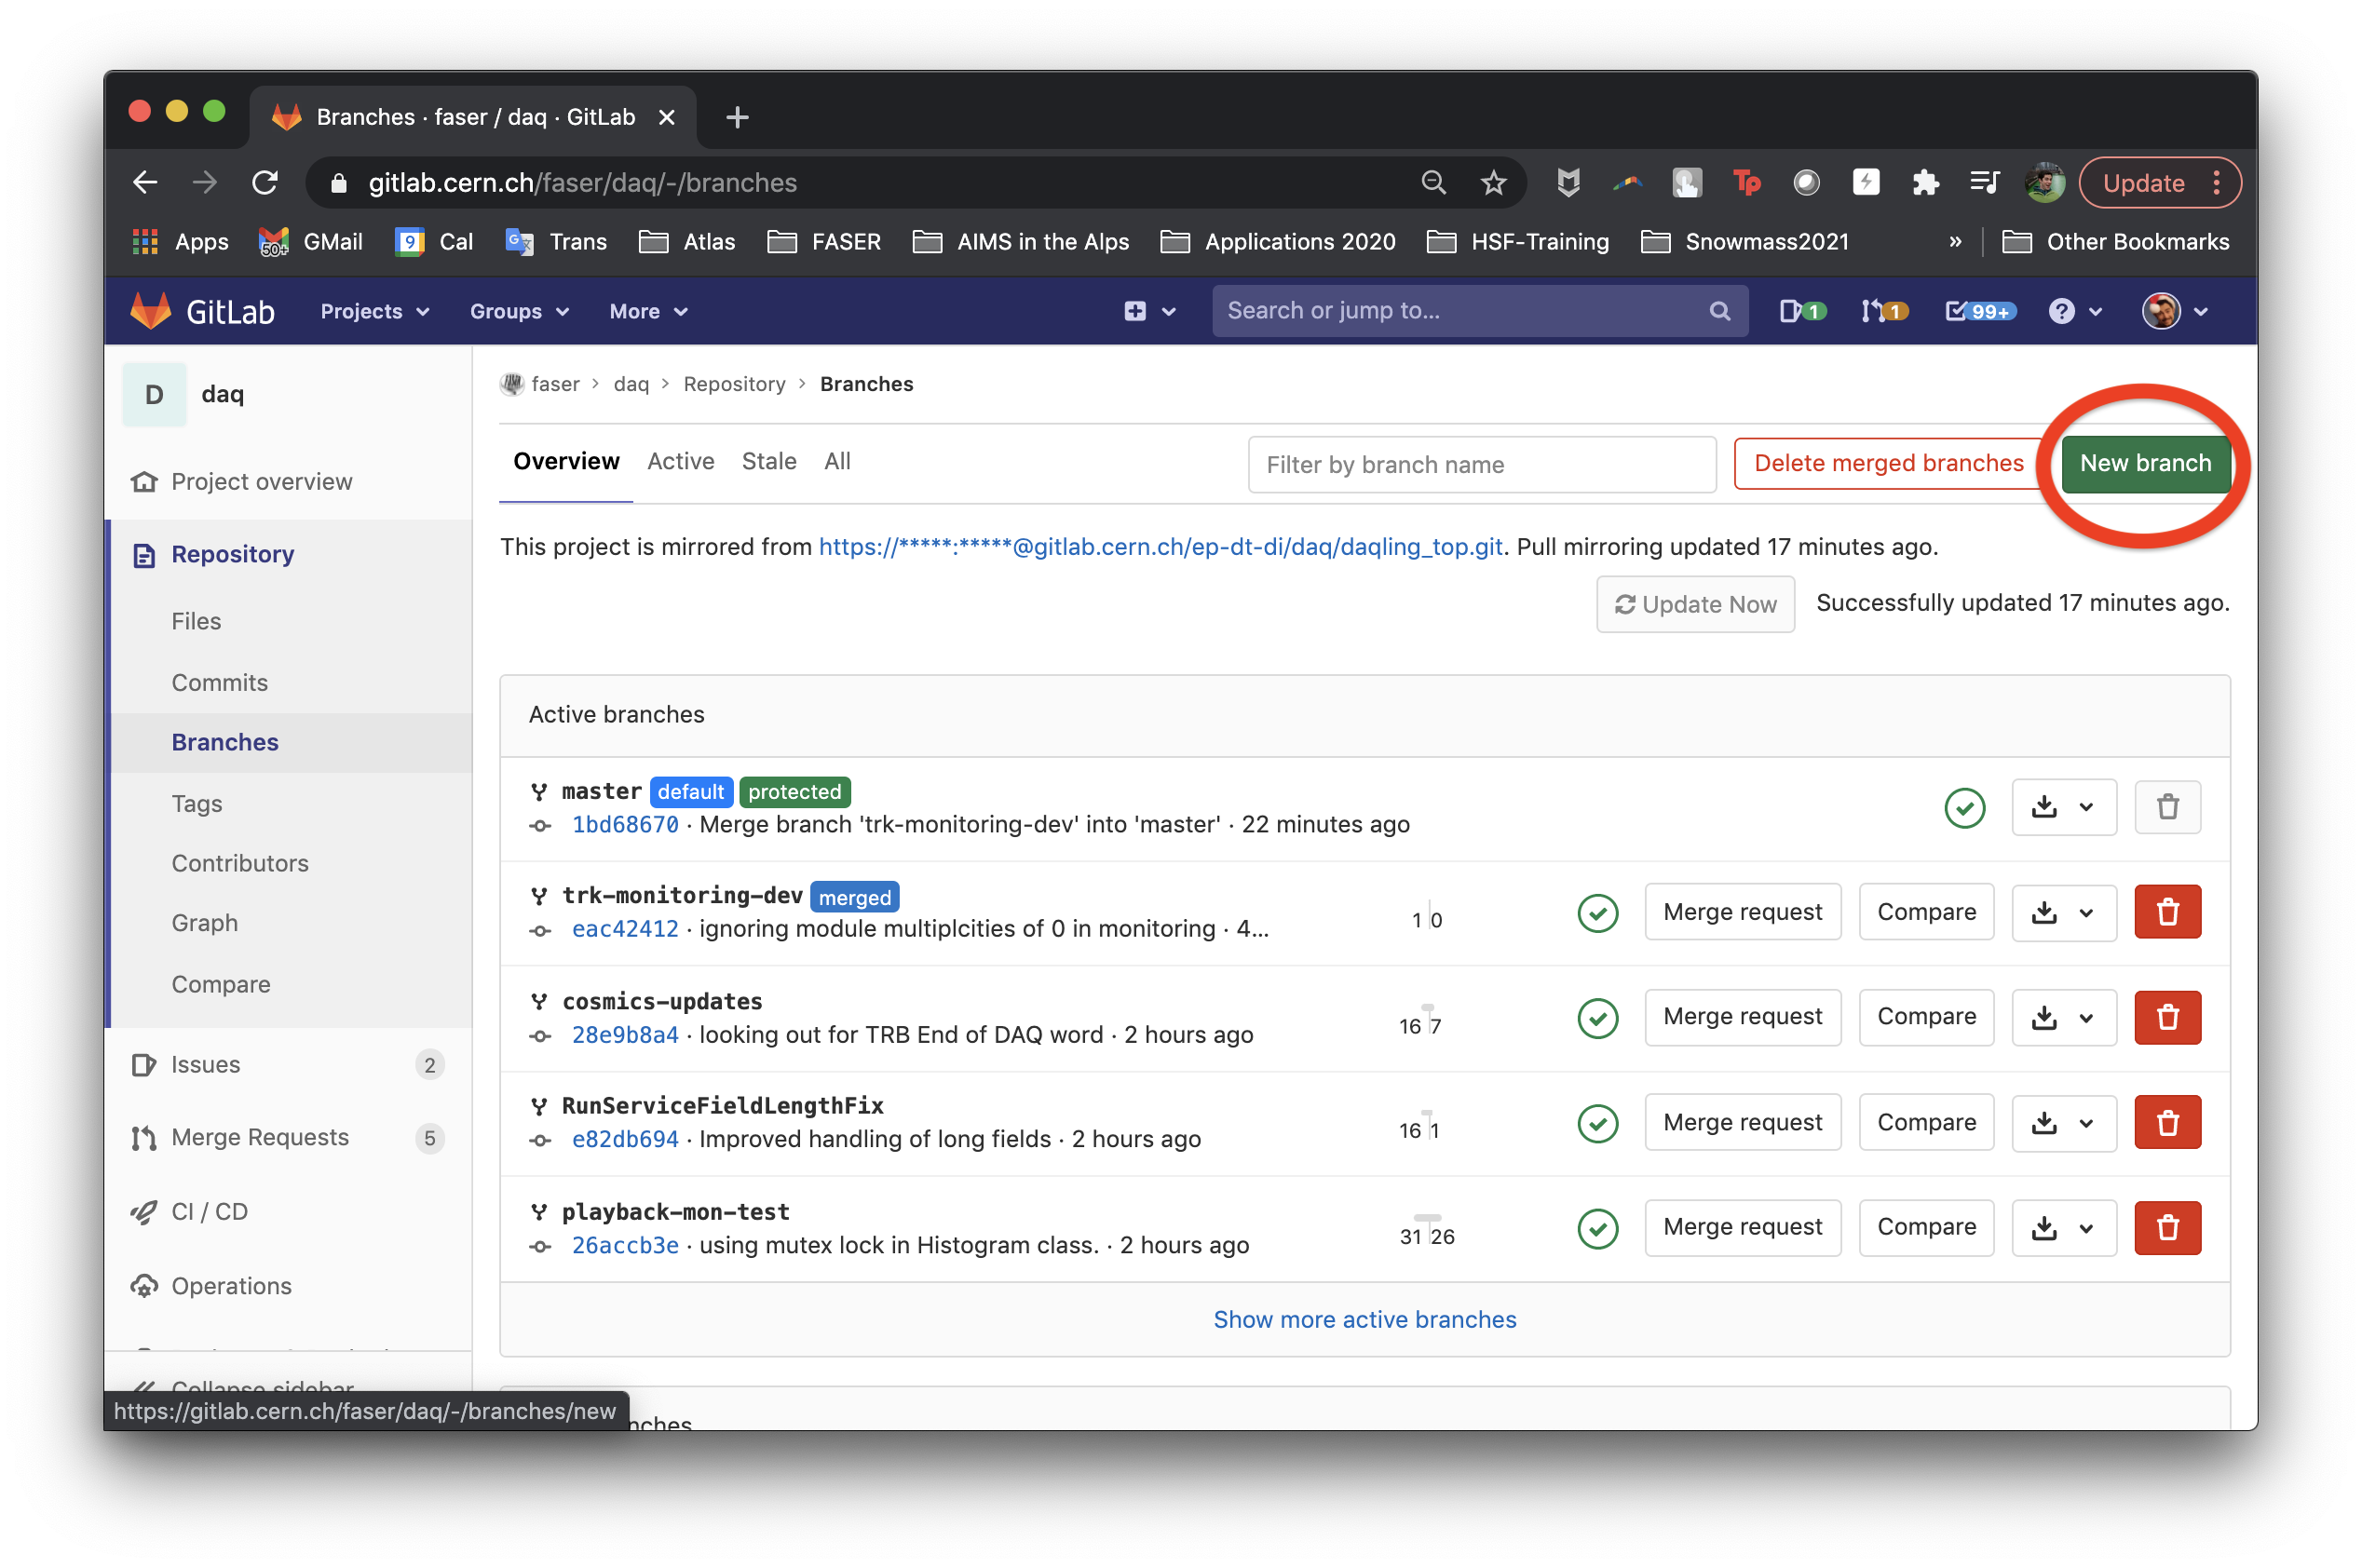 Branches · faser / daq · GitLab
gitlab.cern.ch/faser/daq/-/branches
Tp
Update
Apps
50+
GMail
9
Cal
Trans
Atlas
FASER
AIMS in the Alps
Applications 2020
HSF-Training
Snowmass2021
»
Other Bookmarks
GitLab
Projects
Groups
More
Search or jump to...
1
1
99+
D
daq
Project overview
Repository
Files
Commits
Branches
Tags
Contributors
Graph
Compare
Issues 2
Merge Requests 5
CI / CD
Operations
Collapse sidebar
https://gitlab.cern.ch/faser/daq/-/branches/new
faser > daq > Repository > Branches
Overview Active Stale All
Filter by branch name
Delete merged branches
New branch
This project is mirrored from https://*****:*****@gitlab.cern.ch/ep-dt-di/daq/daqling_top.git. Pull mirroring updated 17 minutes ago.
Update Now
Successfully updated 17 minutes ago.
Active branches
master default protected
1bd68670 · Merge branch 'trk-monitoring-dev' into 'master' · 22 minutes ago
trk-monitoring-dev merged
eac42412 · ignoring module multiplcities of 0 in monitoring · 4...
1 0
Merge request
Compare
cosmics-updates
28e9b8a4 · looking out for TRB End of DAQ word · 2 hours ago
16 7
Merge request
Compare
RunServiceFieldLengthFix
e82db694 · Improved handling of long fields · 2 hours ago
16 1
Merge request
Compare
playback-mon-test
26accb3e · using mutex lock in Histogram class. · 2 hours ago
31 26
Merge request
Compare
Show more active branches